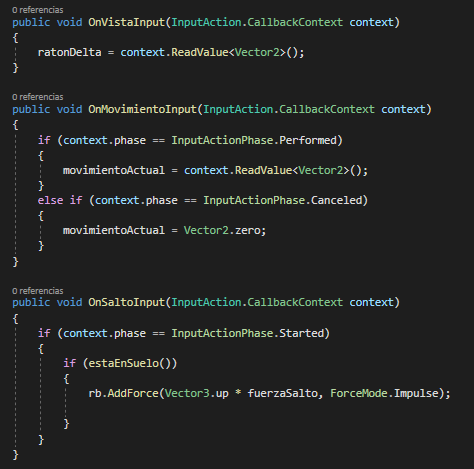 0 referencias
public void OnVistaInput(InputAction.CallbackContext context)
{
ratonDelta = context.ReadValue<Vector2>();
}
0 referencias
public void OnMovimientoInput(InputAction.CallbackContext context)
{
if (context.phase == InputActionPhase.Performed)
{
movimientoActual = context.ReadValue<Vector2>();
}
else if (context.phase == InputActionPhase.Canceled)
{
movimientoActual = Vector2.zero;
}
}
0 referencias
public void OnSaltoInput(InputAction.CallbackContext context)
{
if (context.phase == InputActionPhase.Started)
{
if (estaEnSuelo())
{
rb.AddForce(Vector3.up * fuerzaSalto, ForceMode.Impulse);
}
}
}